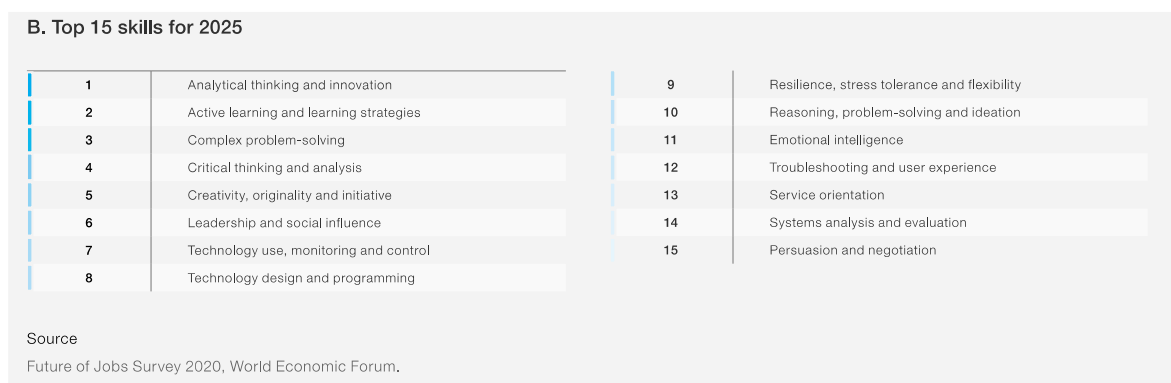 B. Top 15 skills for 2025
1 Analytical thinking and innovation
2 Active learning and learning strategies
3 Complex problem-solving
4 Critical thinking and analysis
5 Creativity, originality and initiative
6 Leadership and social influence
7 Technology use, monitoring and control
8 Technology design and programming
9 Resilience, stress tolerance and flexibility
10 Reasoning, problem-solving and ideation
11 Emotional intelligence
12 Troubleshooting and user experience
13 Service orientation
14 Systems analysis and evaluation
15 Persuasion and negotiation
Source
Future of Jobs Survey 2020, World Economic Forum.